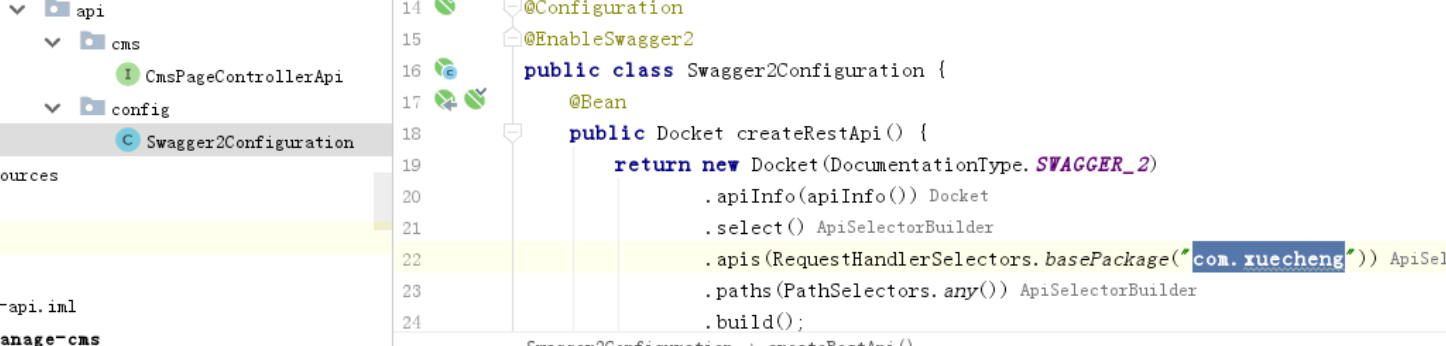 api
cms
CmsPageControllerApi
config
Swagger2Configuration
ources
-api.iml
anage-cms
14 @Configuration
15 @EnableSwagger2
16 public class Swagger2Configuration {
17 @Bean
18 public Docket createRestApi() {
19 return new Docket(DocumentationType.SWAGGER_2)
20 .apiInfo(apiInfo()) Docket
21 .select() ApiSelectorBuilder
22 .apis(RequestHandlerSelectors.basePackage("com.xuecheng")) ApiSel
23 .paths(PathSelectors.any()) ApiSelectorBuilder
24 .build();
Swagger2Configuration > createRestApi()